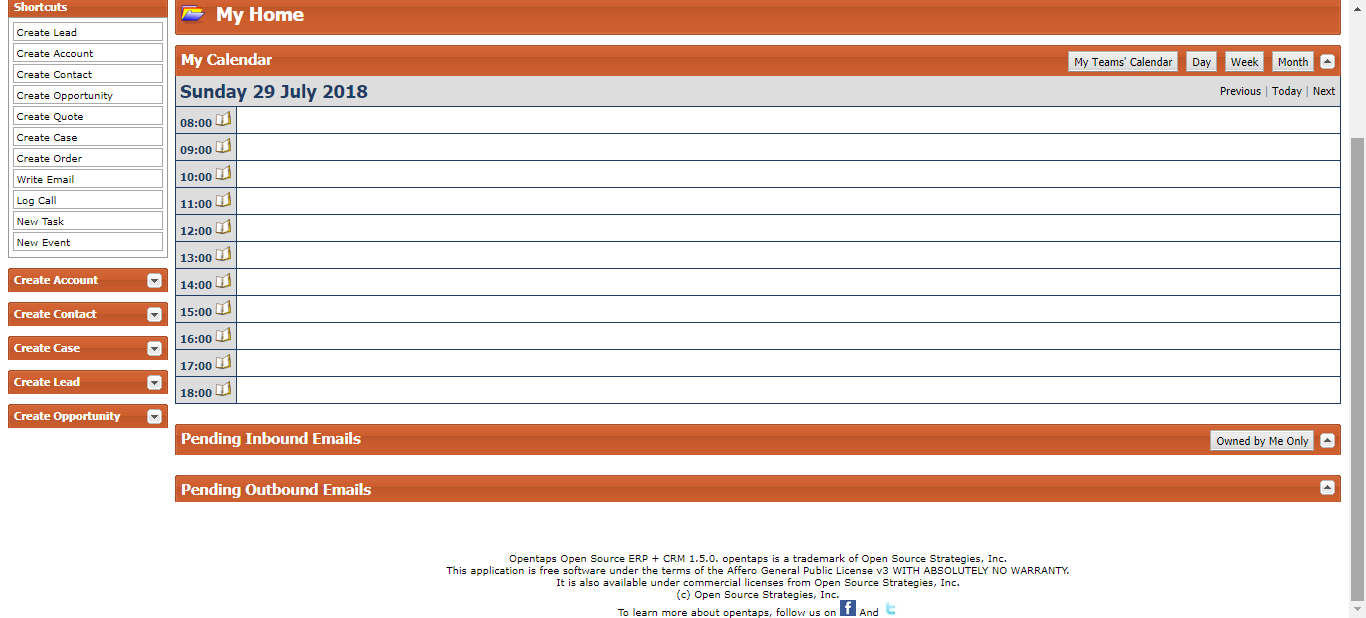 Shortcuts
Create Lead
Create Account
Create Contact
Create Opportunity
Create Quote
Create Case
Create Order
Write Email
Log Call
New Task
New Event
Create Account
Create Contact
Create Case
Create Lead
Create Opportunity
My Home
My Calendar My Teams' Calendar Day Week Month
Sunday 29 July 2018 Previous | Today | Next
08:00
09:00
10:00
11:00
12:00
13:00
14:00
15:00
16:00
17:00
18:00
Pending Inbound Emails Owned by Me Only
Pending Outbound Emails
Opentaps Open Source ERP + CRM 1.5.0. opentaps is a trademark of Open Source Strategies, Inc.
This application is free software under the terms of the Affero General Public License v3 WITH ABSOLUTELY NO WARRANTY.
It is also available under commercial licenses from Open Source Strategies, Inc.
(c) Open Source Strategies, Inc.
To learn more about opentaps, follow us on f And t